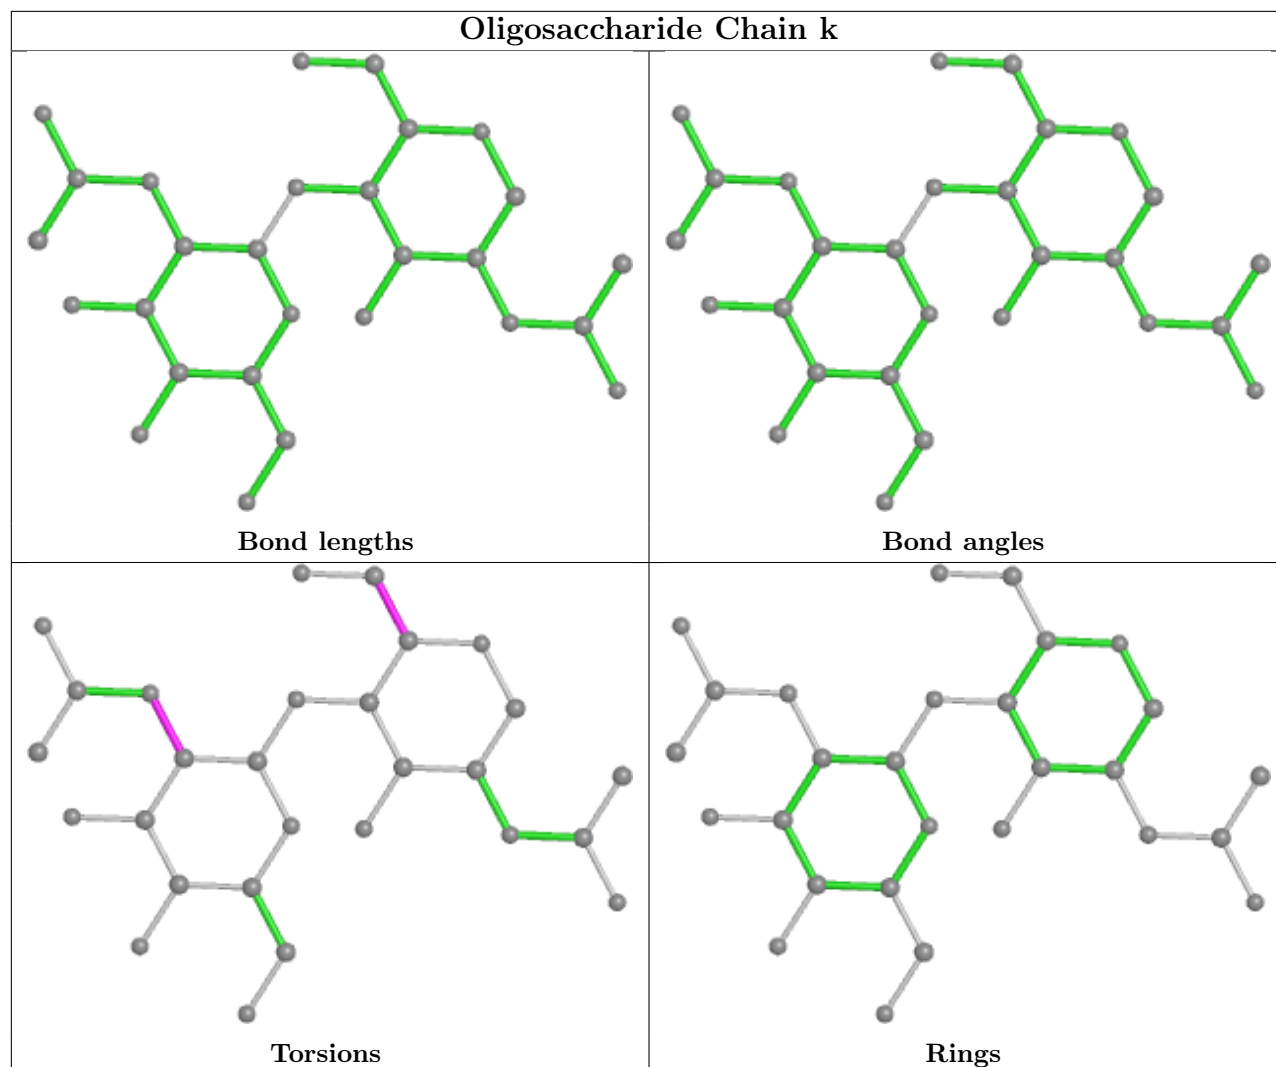 Oligosaccharide Chain k
Bond lengths
Bond angles
Torsions
Rings